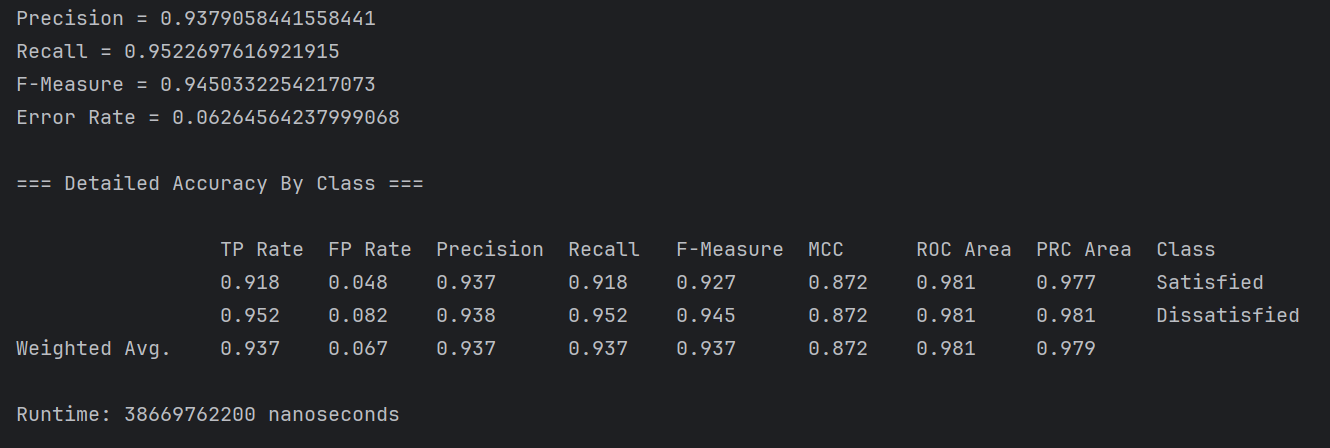 Precision = 0.9379058441558441
Recall = 0.9522697616921915
F-Measure = 0.9450332254217073
Error Rate = 0.06264564237999068
=== Detailed Accuracy By Class ===
TP Rate FP Rate Precision Recall F-Measure MCC ROC Area PRC Area Class
0.918 0.048 0.937 0.918 0.927 0.872 0.981 0.977 Satisfied
0.952 0.082 0.938 0.952 0.945 0.872 0.981 0.981 Dissatisfied
Weighted Avg. 0.937 0.067 0.937 0.937 0.937 0.872 0.981 0.979
Runtime: 38669762200 nanoseconds